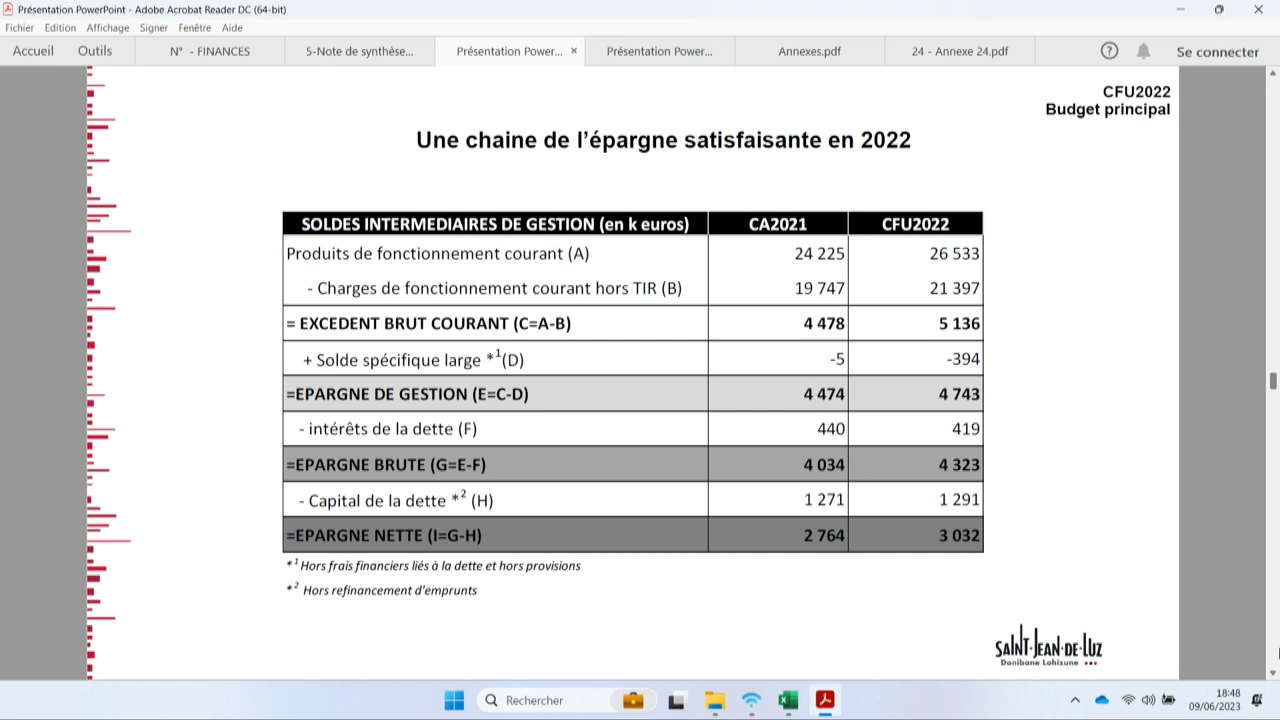 Présentation PowerPoint - Adobe Acrobat Reader DC (64-bit)
Fichier Edition Affichage Signer Fenêtre Aide
Accueil Outils N° - FINANCES 5-Note de synthèse... Présentation Power... × Présentation Power... Annexes.pdf 24 - Annexe 24.pdf ? Se connecter
CFU2022
Budget principal
Une chaine de l'épargne satisfaisante en 2022
SOLDES INTERMEDIAIRES DE GESTION (en k euros) CA2021 CFU2022
Produits de fonctionnement courant (A) 24 225 26 533
- Charges de fonctionnement courant hors TIR (B) 19 747 21 397
= EXCEDENT BRUT COURANT (C=A-B) 4 478 5 136
+ Solde spécifique large *1(D) -5 -394
=EPARGNE DE GESTION (E=C-D) 4 474 4 743
- intérêts de la dette (F) 440 419
=EPARGNE BRUTE (G=E-F) 4 034 4 323
- Capital de la dette *2 (H) 1 271 1 291
=EPARGNE NETTE (I=G-H) 2 764 3 032
*1 Hors frais financiers liés à la dette et hors provisions
*2 Hors refinancement d'emprunts
SAINT·JEAN·DE·LUZ
Donibane Lohizune
Rechercher
18:48
09/06/2023